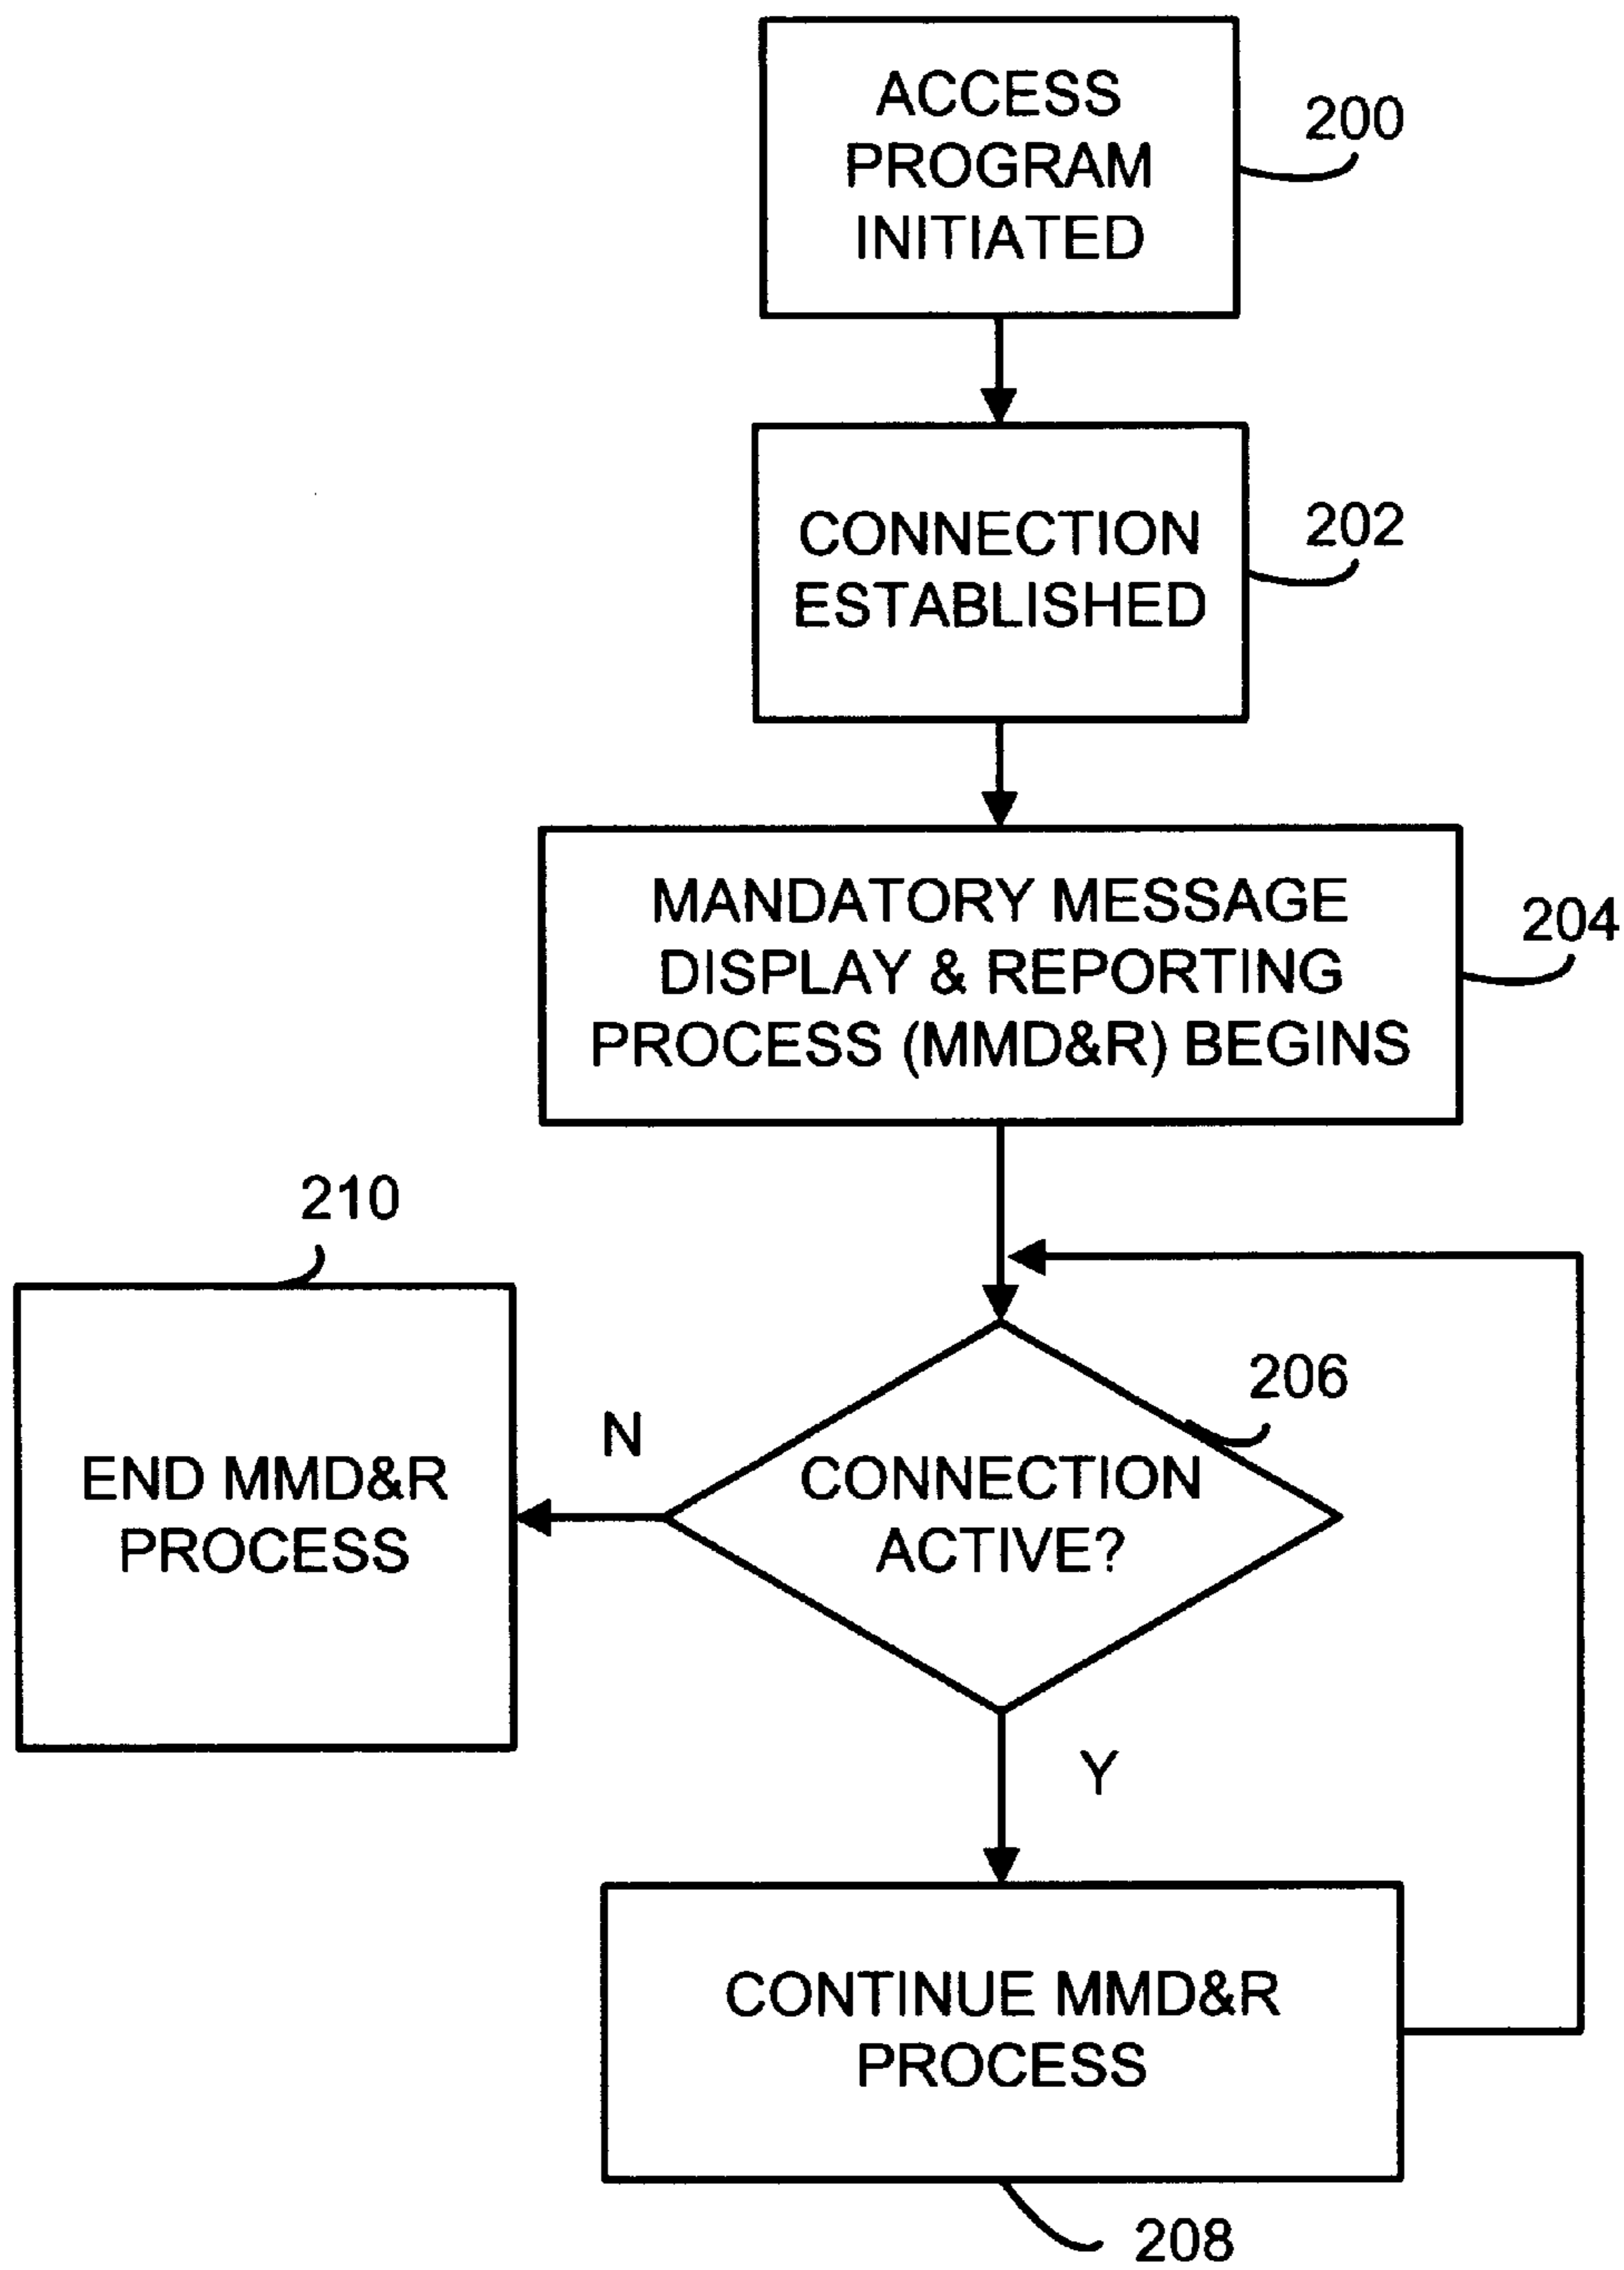 ACCESS
PROGRAM
INITIATED
200
CONNECTION
ESTABLISHED
202
MANDATORY MESSAGE
DISPLAY & REPORTING
PROCESS (MMD&R) BEGINS
204
210
END MMD&R
PROCESS
N
206
CONNECTION
ACTIVE?
Y
CONTINUE MMD&R
PROCESS
208